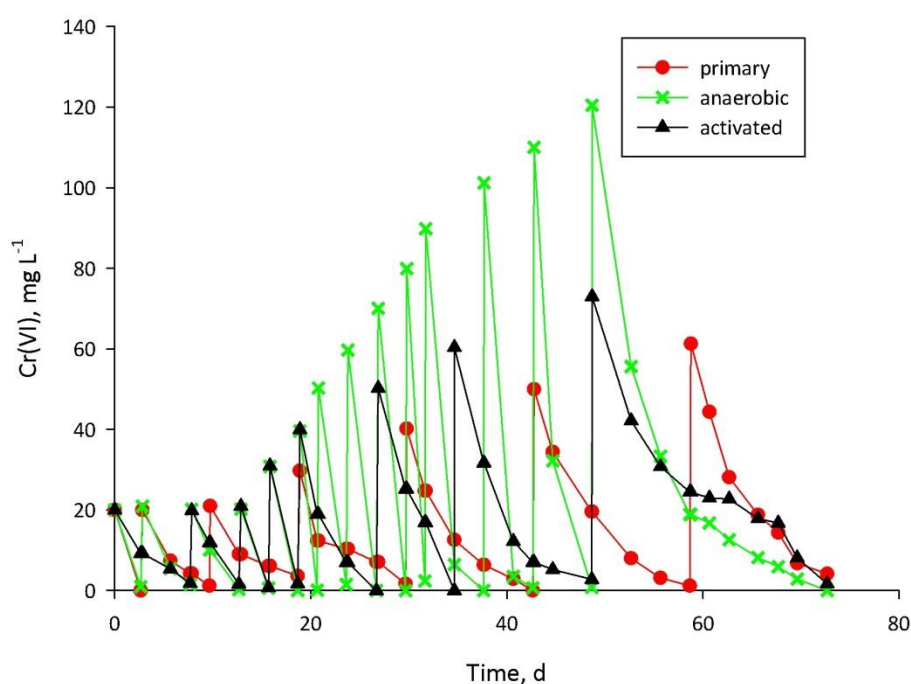 140
120
100
80
60
40
20
0
Cr(VI), mg L⁻¹
primary
anaerobic
activated
0 20 40 60 80
Time, d